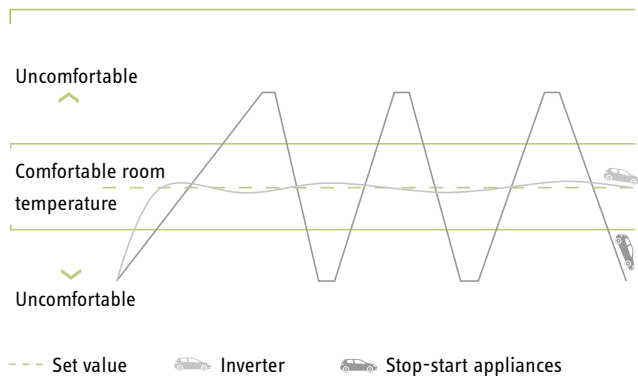 Uncomfortable
Comfortable room
temperature
Uncomfortable
Set value
Inverter
Stop-start appliances